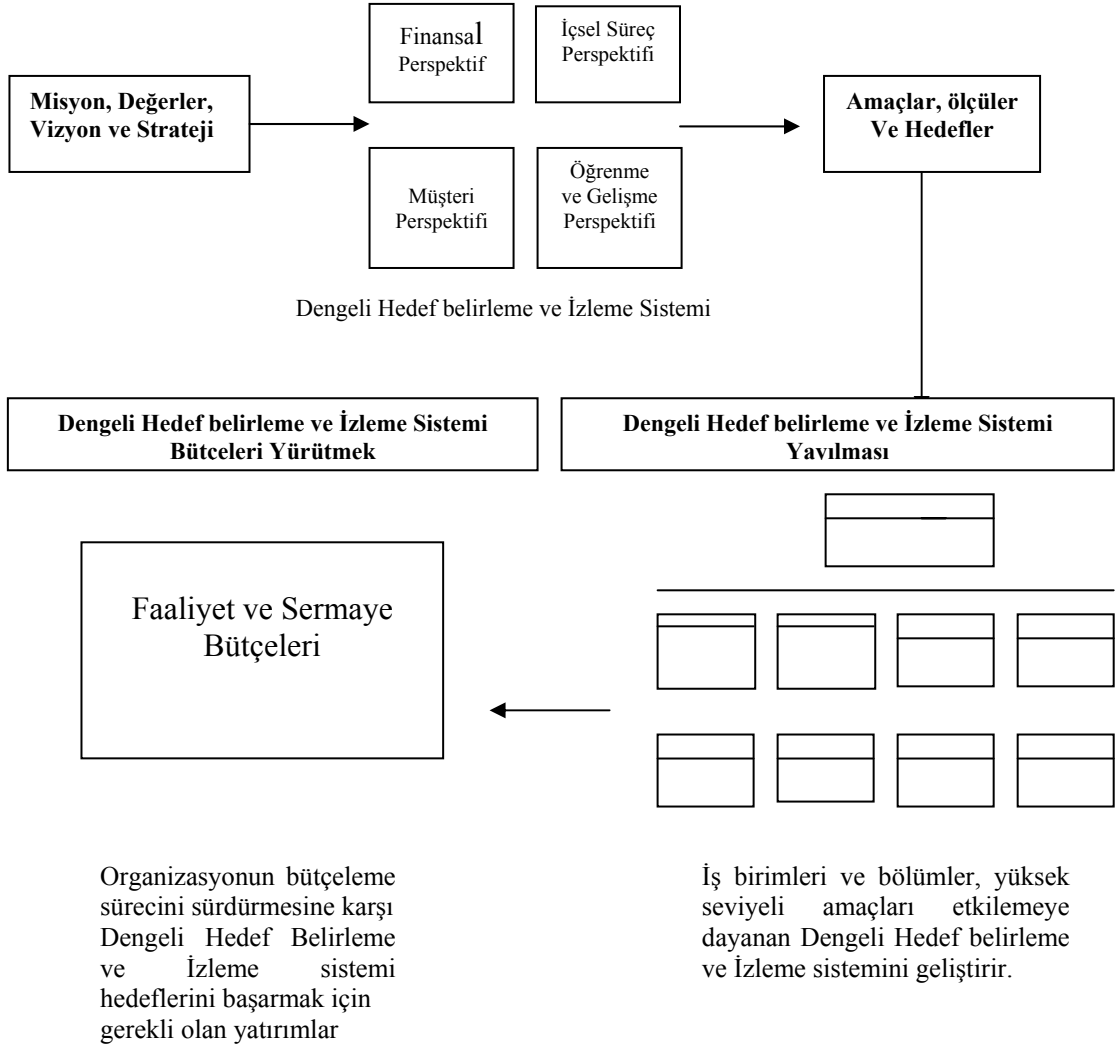 Finansal
Perspektif
İçsel Süreç
Perspektifi
Misyon, Değerler,
Vizyon ve Strateji
Amaçlar, ölçüler
Ve Hedefler
Müşteri
Perspektifi
Öğrenme
ve Gelişme
Perspektifi
Dengeli Hedef belirleme ve İzleme Sistemi
Dengeli Hedef belirleme ve İzleme Sistemi
Bütçeleri Yürütmek
Dengeli Hedef belirleme ve İzleme Sistemi
Yavılması
Faaliyet ve Sermaye
Bütçeleri
Organizasyonun bütçeleme
sürecini sürdürmesine karşı
Dengeli Hedef Belirleme
ve İzleme sistemi
hedeflerini başarmak için
gerekli olan yatırımlar
İş birimleri ve bölümler, yüksek
seviyeli amaçları etkilemeye
dayanan Dengeli Hedef belirleme
ve İzleme sistemini geliştirir.